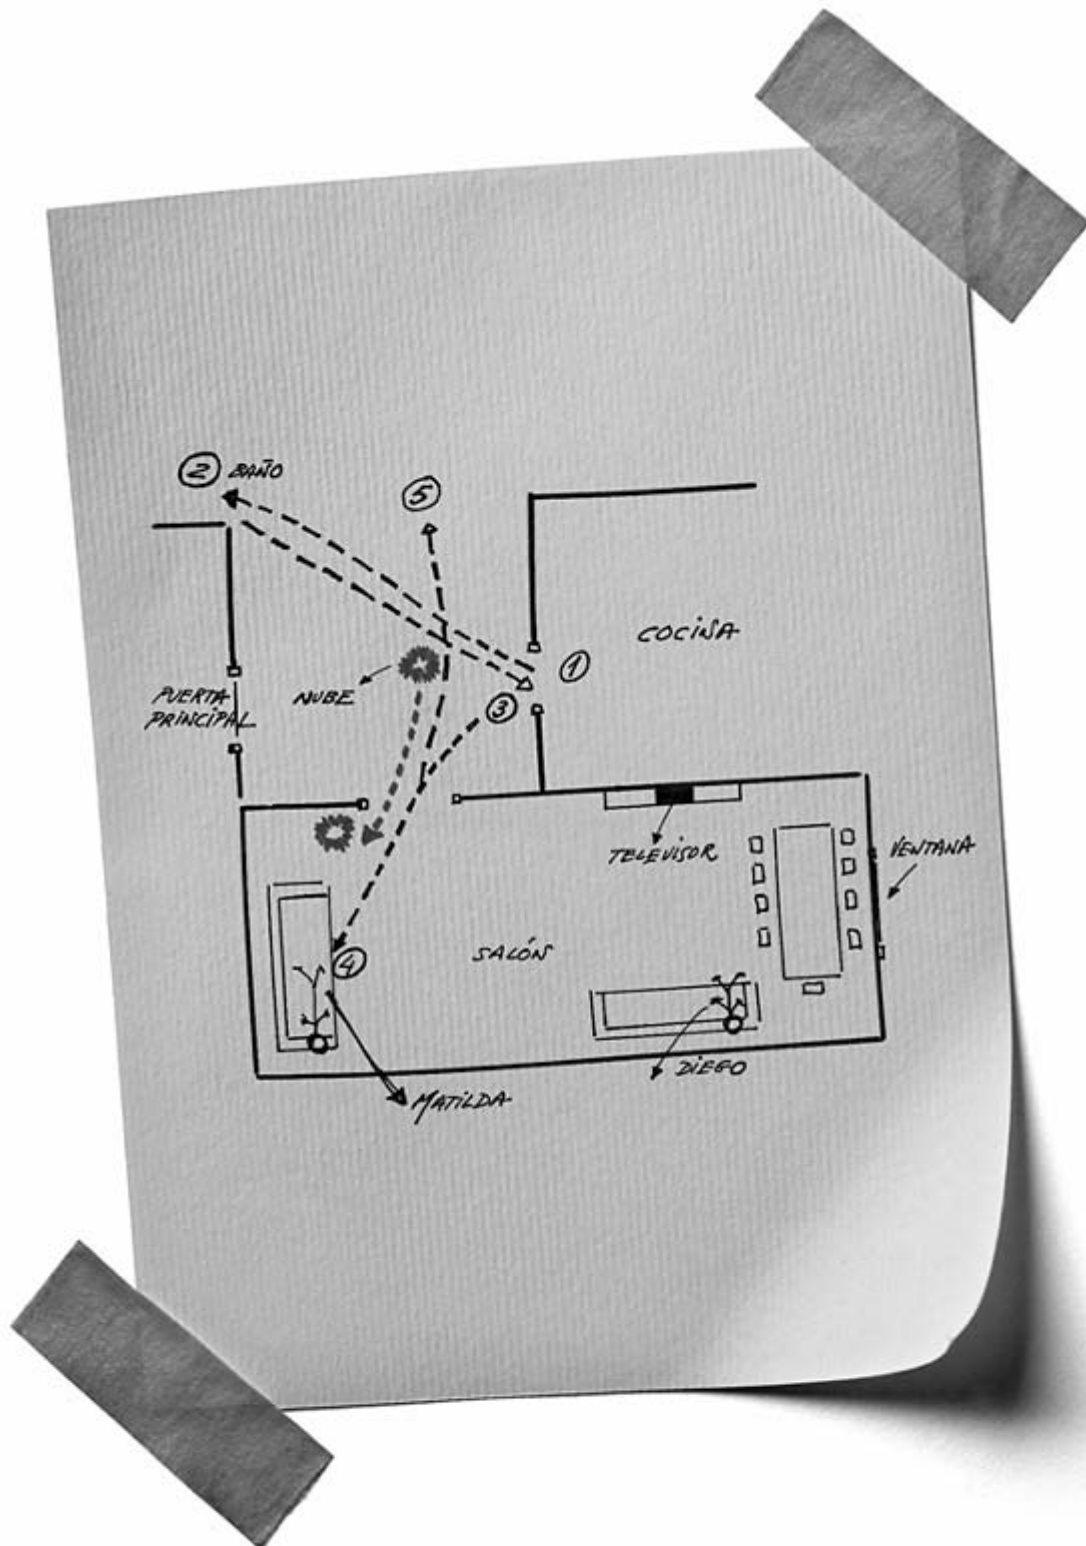 2 BAÑO
5
COCINA
1
PUERTA
PRINCIPAL
NUBE
3
TELEVISOR
VENTANA
SALÓN
4
DIEGO
MATILDA